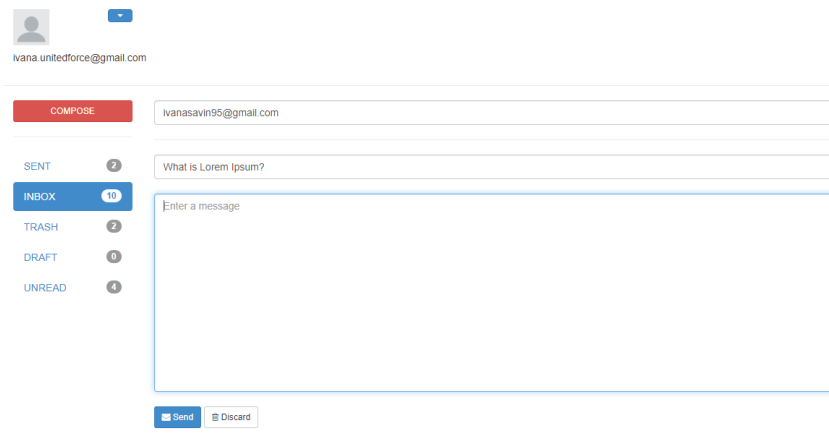 ivana.unitedforce@gmail.com
COMPOSE
ivanasavin95@gmail.com
SENT 2
What is Lorem Ipsum?
INBOX 10
Enter a message
TRASH 2
DRAFT 0
UNREAD 4
Send Discard